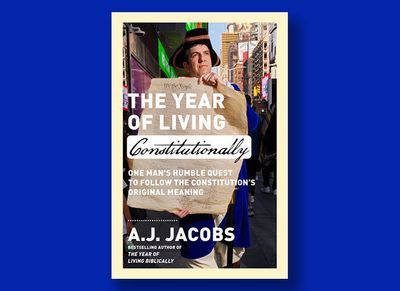 We the People
THE YEAR
OF LIVING
Constitutionally
ONE MAN'S HUMBLE QUEST
TO FOLLOW THE CONSTITUTION'S
ORIGINAL MEANING
A.J. JACOBS
BESTSELLING AUTHOR OF
THE YEAR OF
LIVING BIBLICALLY